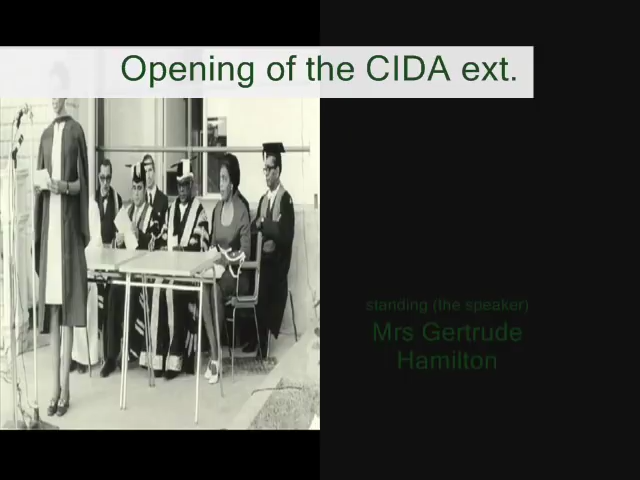 Opening of the CIDA ext.
standing (the speaker)
Mrs Gertrude
Hamilton